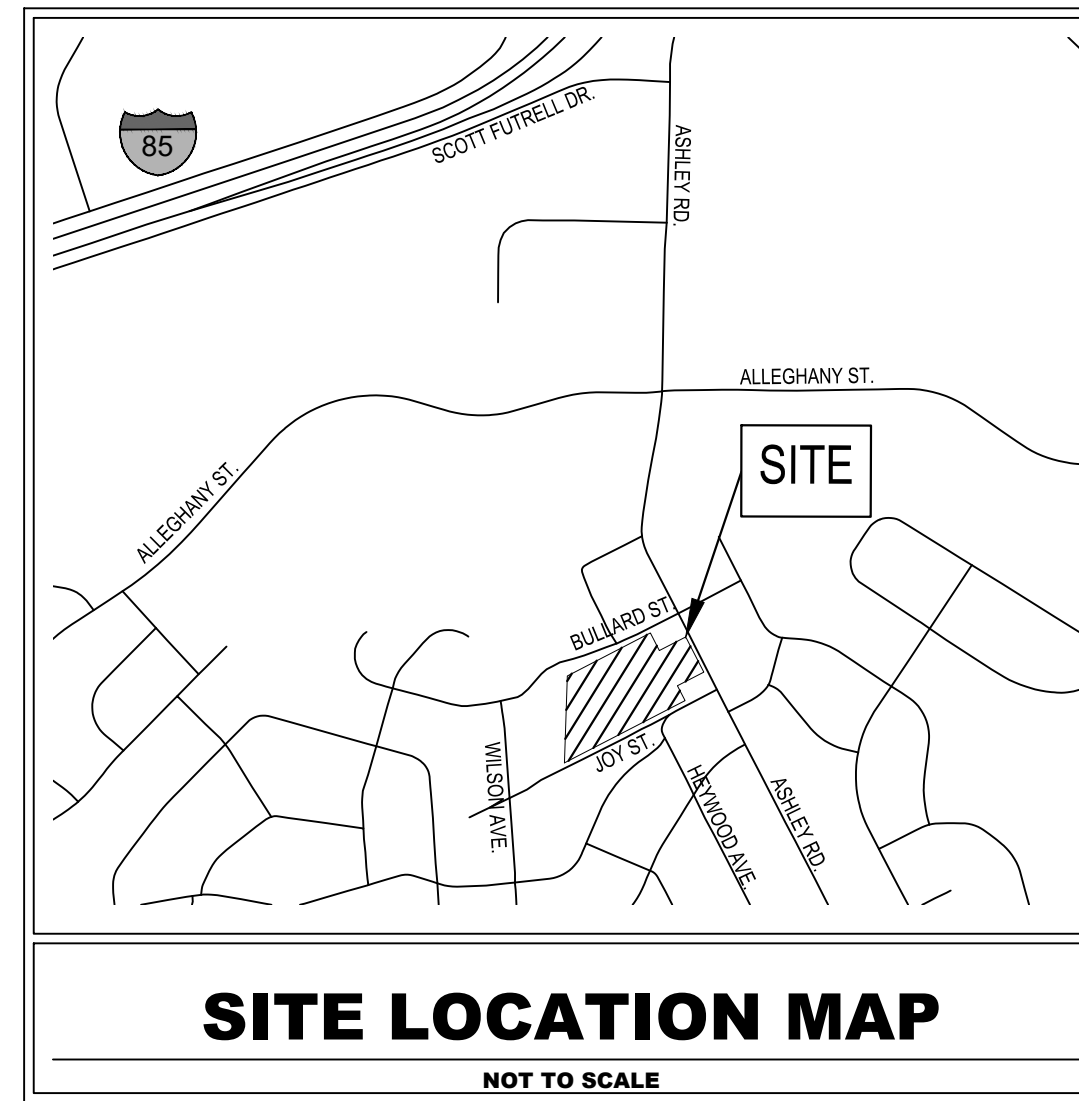 85
SCOTT FUTRELL DR.
ASHLEY RD.
ALLEGHANY ST.
SITE
ALLEGHANY ST.
BULLARD ST.
JOY ST.
WILSON AVE.
HEYWOOD AVE.
ASHLEY RD.
SITE LOCATION MAP
NOT TO SCALE